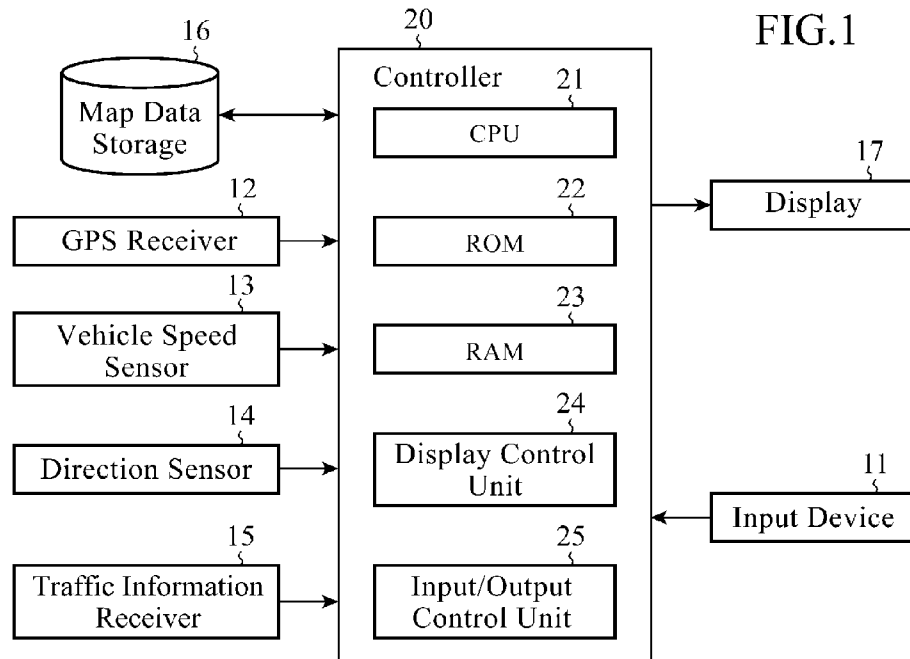 FIG.1
20
Controller
16
Map Data
Storage
21
CPU
17
Display
12
GPS Receiver
22
ROM
13
Vehicle Speed
Sensor
23
RAM
14
Direction Sensor
24
Display Control
Unit
11
Input Device
15
Traffic Information
Receiver
25
Input/Output
Control Unit